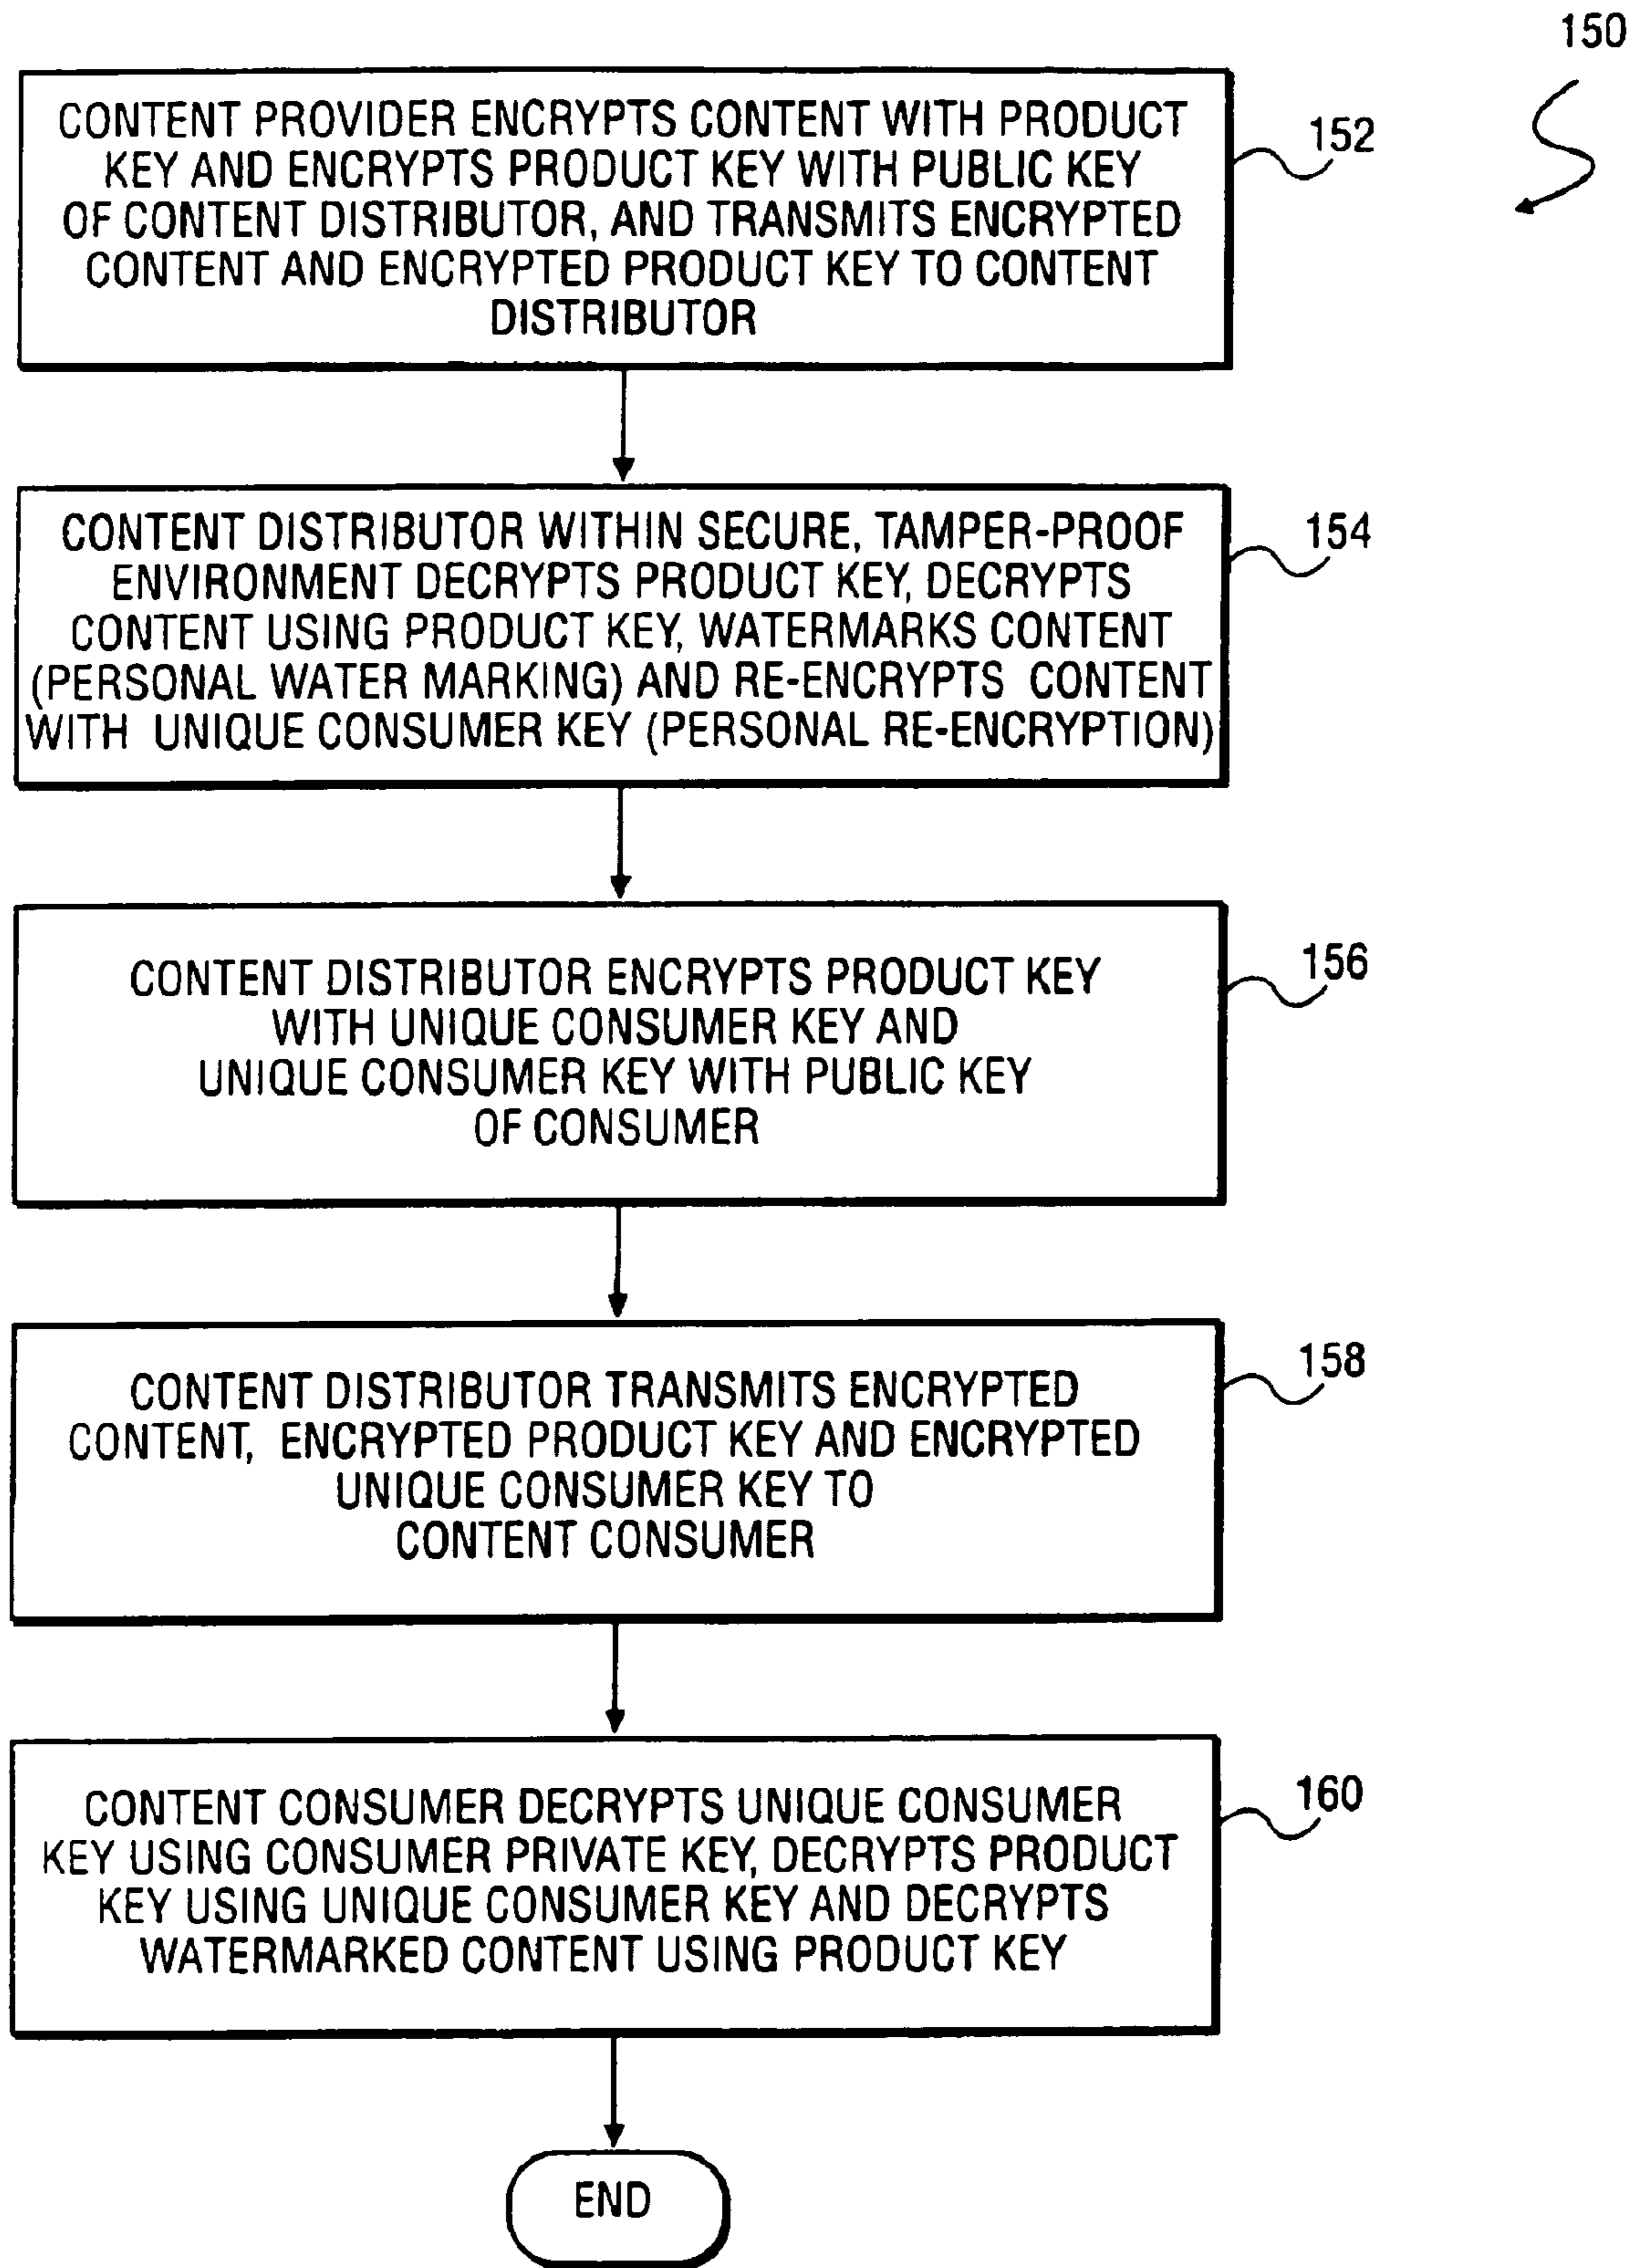 150
CONTENT PROVIDER ENCRYPTS CONTENT WITH PRODUCT
KEY AND ENCRYPTS PRODUCT KEY WITH PUBLIC KEY
OF CONTENT DISTRIBUTOR, AND TRANSMITS ENCRYPTED
CONTENT AND ENCRYPTED PRODUCT KEY TO CONTENT
DISTRIBUTOR
152
CONTENT DISTRIBUTOR WITHIN SECURE, TAMPER-PROOF
ENVIRONMENT DECRYPTS PRODUCT KEY, DECRYPTS
CONTENT USING PRODUCT KEY, WATERMARKS CONTENT
(PERSONAL WATER MARKING) AND RE-ENCRYPTS CONTENT
WITH UNIQUE CONSUMER KEY (PERSONAL RE-ENCRYPTION)
154
CONTENT DISTRIBUTOR ENCRYPTS PRODUCT KEY
WITH UNIQUE CONSUMER KEY AND
UNIQUE CONSUMER KEY WITH PUBLIC KEY
OF CONSUMER
156
CONTENT DISTRIBUTOR TRANSMITS ENCRYPTED
CONTENT, ENCRYPTED PRODUCT KEY AND ENCRYPTED
UNIQUE CONSUMER KEY TO
CONTENT CONSUMER
158
CONTENT CONSUMER DECRYPTS UNIQUE CONSUMER
KEY USING CONSUMER PRIVATE KEY, DECRYPTS PRODUCT
KEY USING UNIQUE CONSUMER KEY AND DECRYPTS
WATERMARKED CONTENT USING PRODUCT KEY
160
END